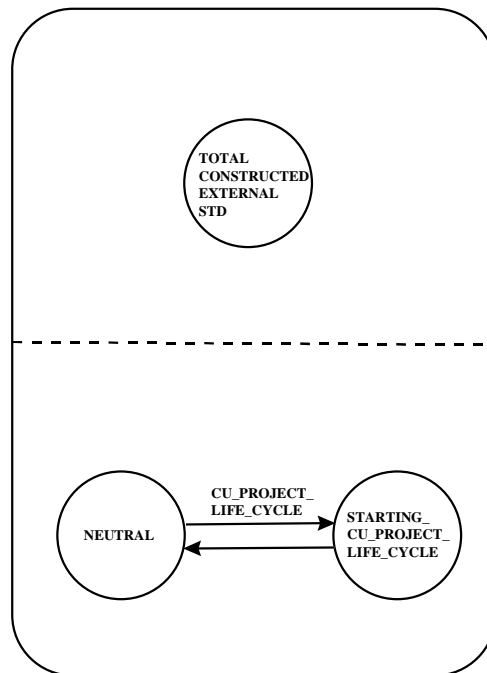 TOTAL
CONSTRUCTED
EXTERNAL
STD
CU_PROJECT_
LIFE_CYCLE
NEUTRAL
STARTING_
CU_PROJECT_
LIFE_CYCLE